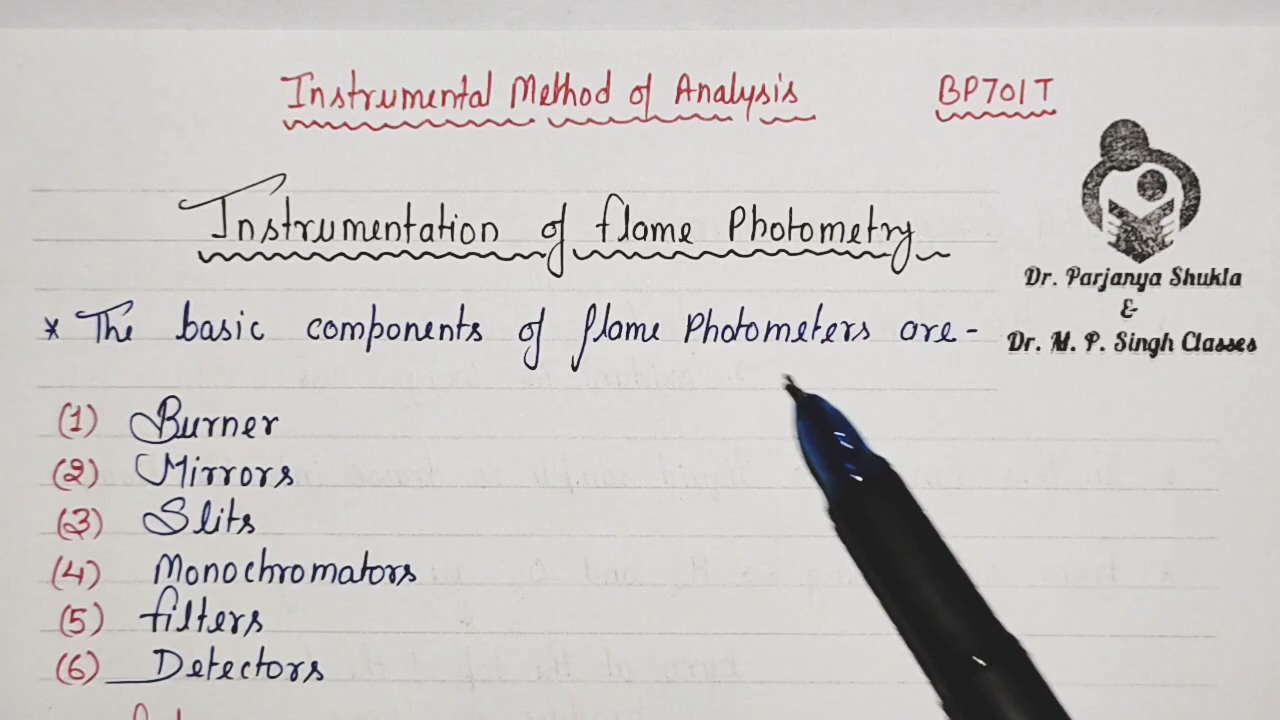 Instrumental Method of Analysis BP701T
Instrumentation of flame Photometry
Dr. Parjanya Shukla
&
Dr. M. P. Singh Classes
* The basic components of flame Photometers are-
(1) Burner
(2) Mirrors
(3) Slits
(4) Monochromators
(5) filters
(6) Detectors